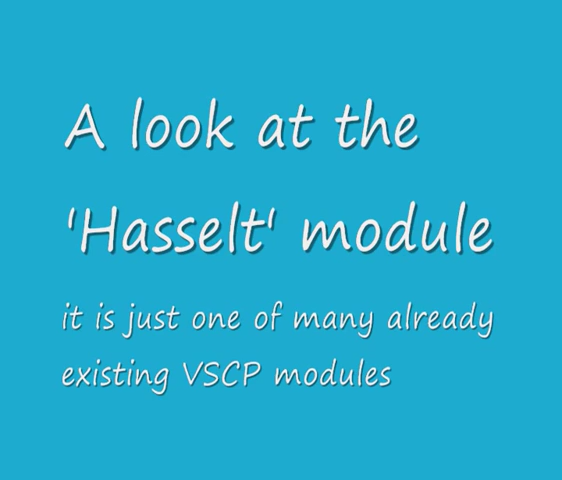 A look at the
'Hasselt' module
it is just one of many already
existing VSCP modules